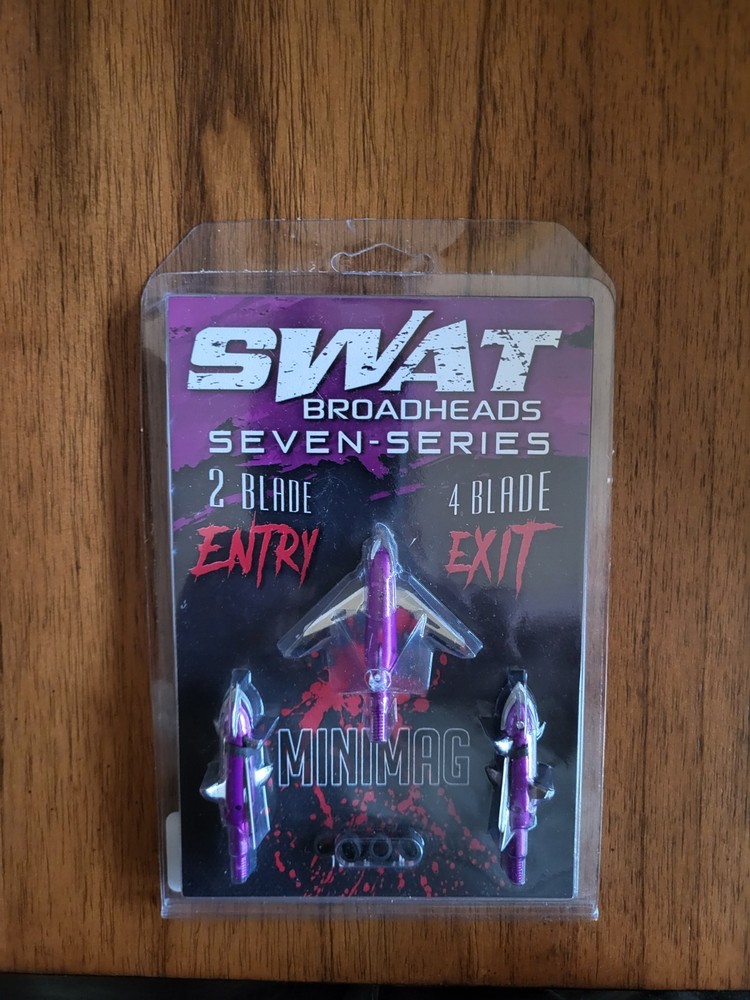 SWAT
BROADHEADS
SEVEN-SERIES
2 BLADE 4 BLADE
ENTRY EXIT
MINIMAG